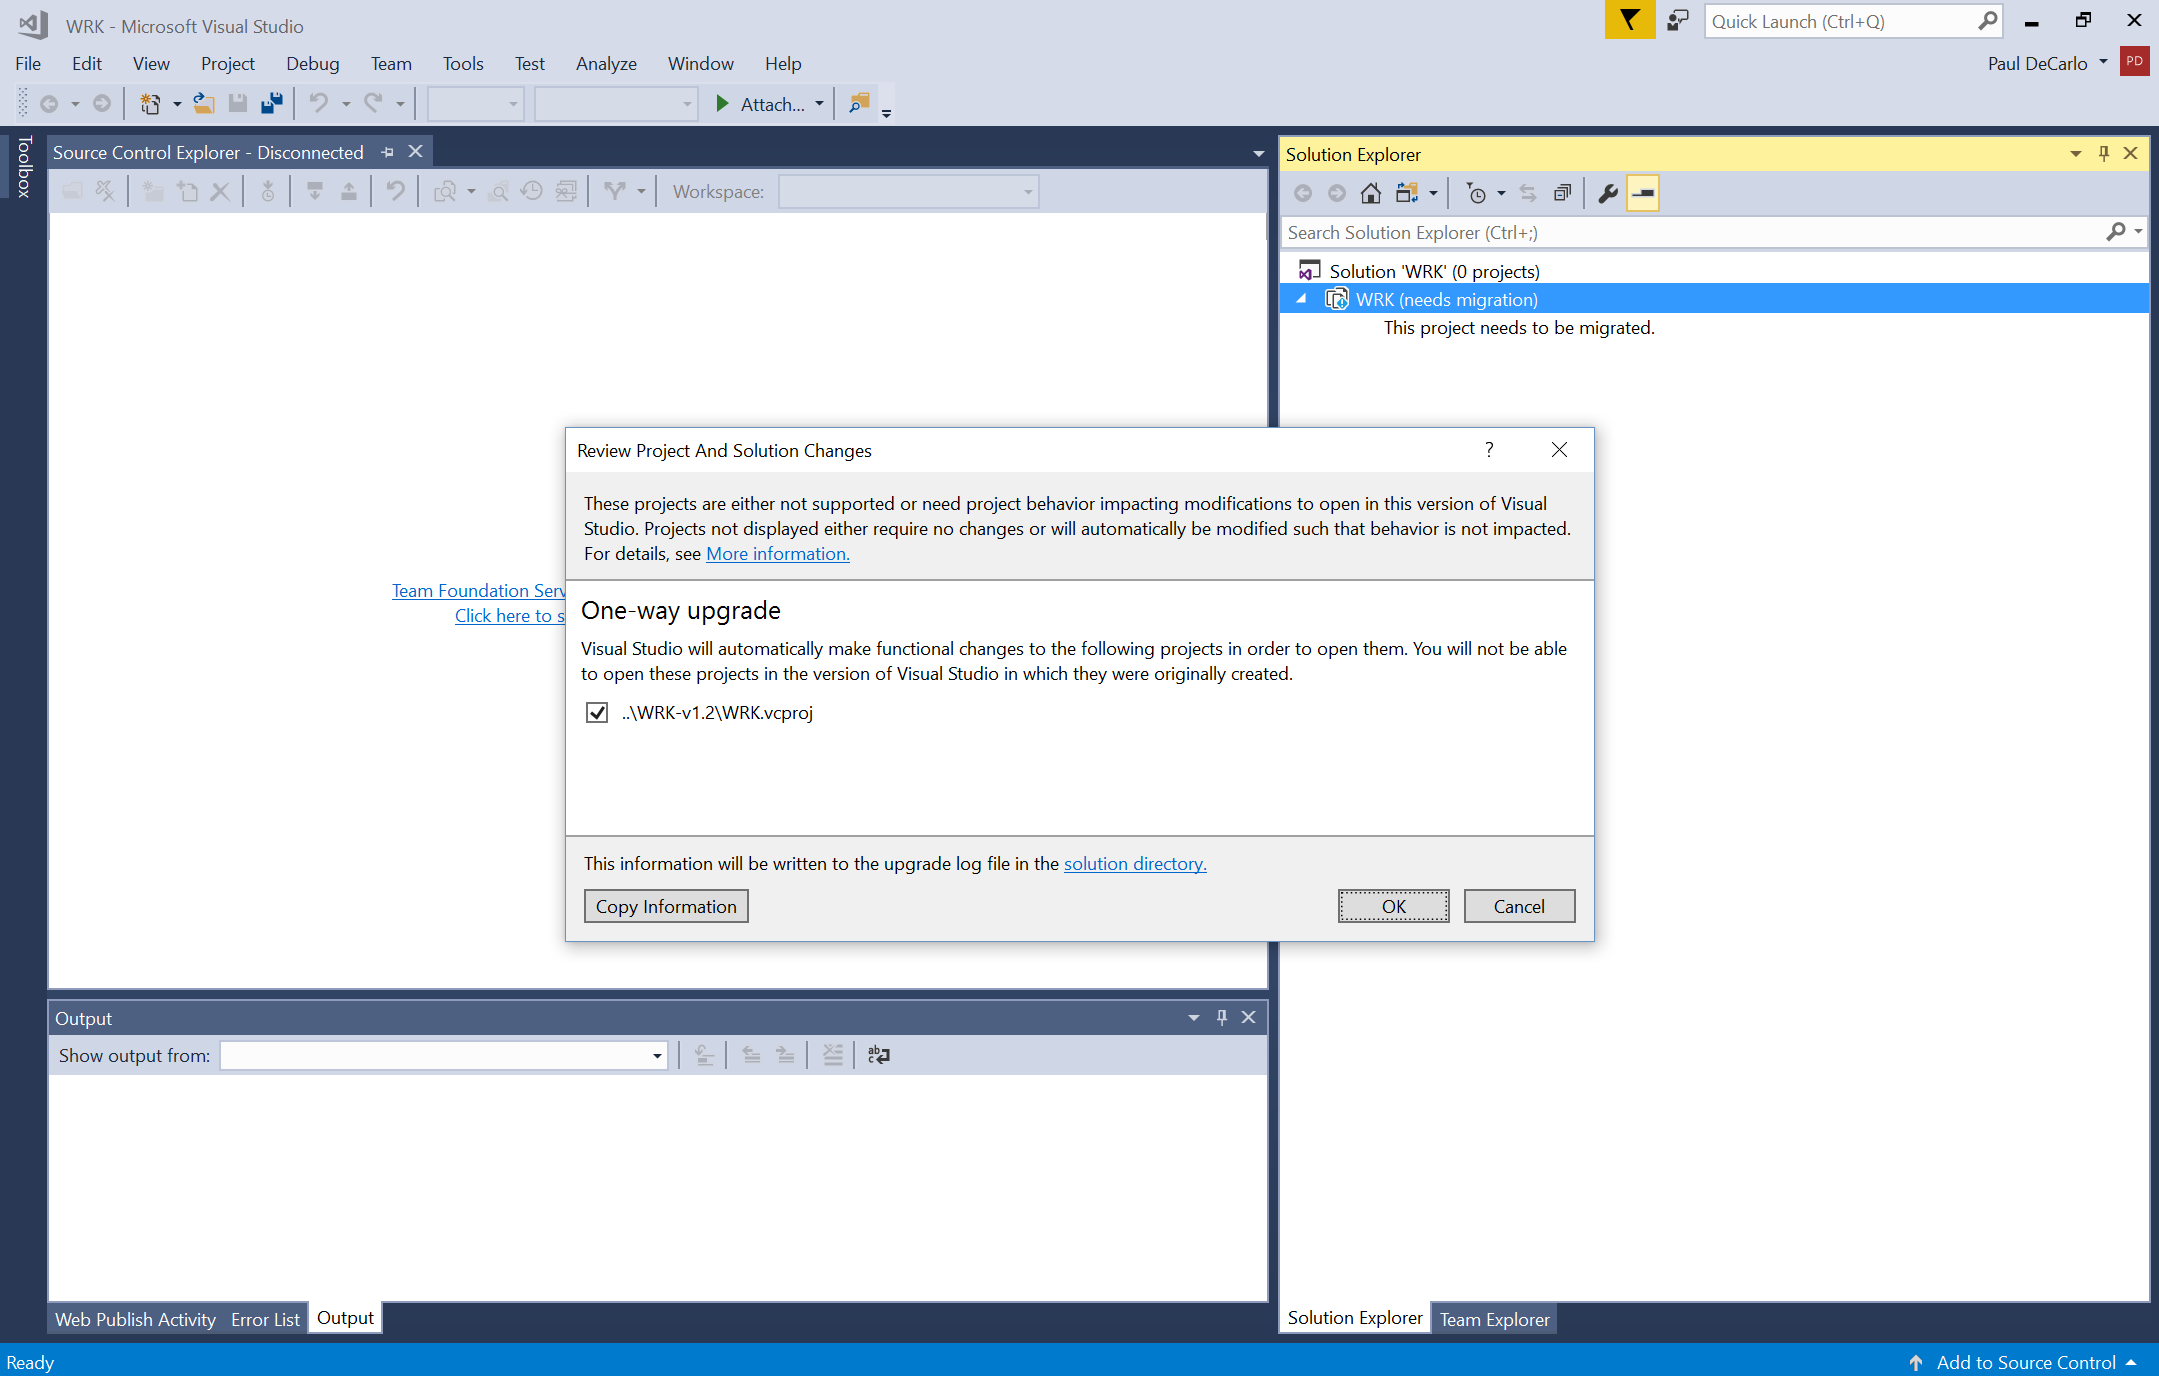 WRK - Microsoft Visual Studio
Quick Launch (Ctrl+Q)
File Edit View Project Debug Team Tools Test Analyze Window Help
Paul DeCarlo PD
Attach...
Toolbox
Source Control Explorer - Disconnected
Workspace:
Team Foundation Serv
Click here to s
Solution Explorer
Search Solution Explorer (Ctrl+;)
Solution 'WRK' (0 projects)
WRK (needs migration)
This project needs to be migrated.
Review Project And Solution Changes ?
These projects are either not supported or need project behavior impacting modifications to open in this version of Visual
Studio. Projects not displayed either require no changes or will automatically be modified such that behavior is not impacted.
For details, see More information.
One-way upgrade
Visual Studio will automatically make functional changes to the following projects in order to open them. You will not be able
to open these projects in the version of Visual Studio in which they were originally created.
..\WRK-v1.2\WRK.vcproj
This information will be written to the upgrade log file in the solution directory.
Copy Information OK Cancel
Output
Show output from:
Web Publish Activity Error List Output
Solution Explorer Team Explorer
Ready
Add to Source Control